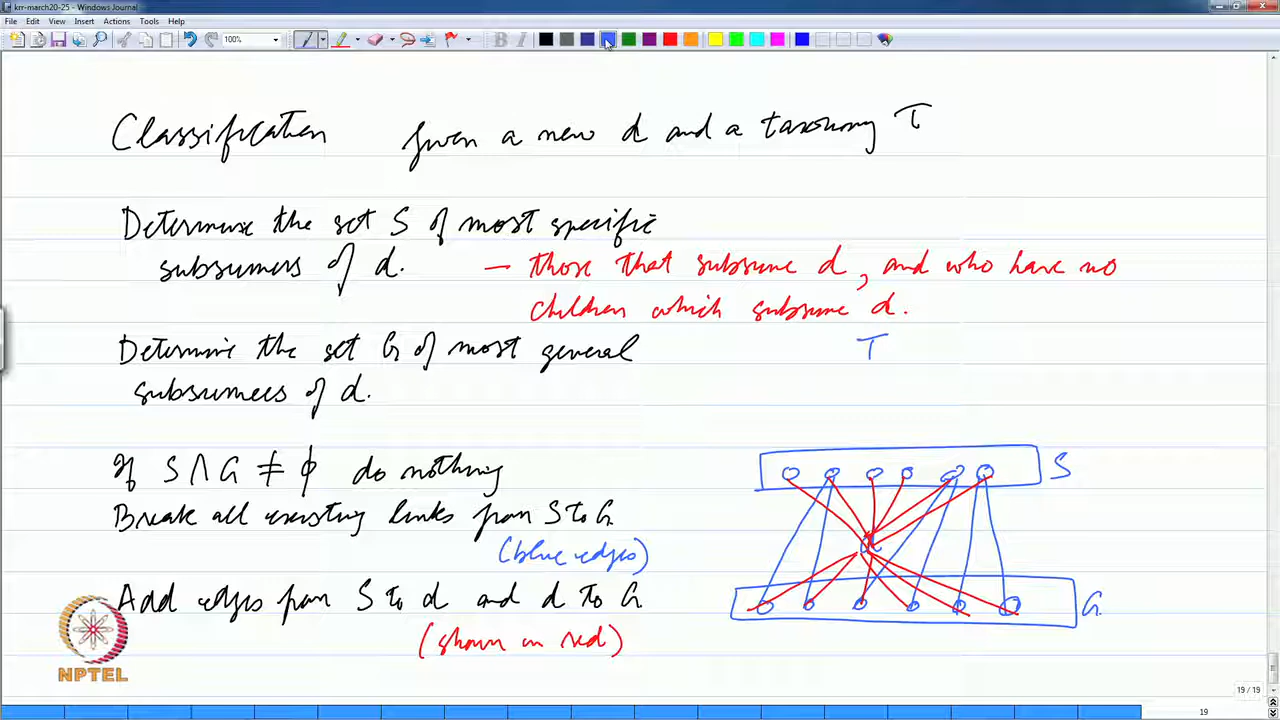 krr-march20-25 - Windows Journal
File Edit View Insert Actions Tools Help
100%
Classification Given a new d and a taxonomy T
Determine the set S of most specific
subsumers of d. – those that subsume d, and who have no
children which subsume d.
Determine the set G of most general T
subsumees of d.
If S ∩ G ≠ ϕ do nothing S
Break all existing links from S to G
(blue edges) d
Add edges from S to d and d to G G
(shown in red)
NPTEL
19 / 19
19